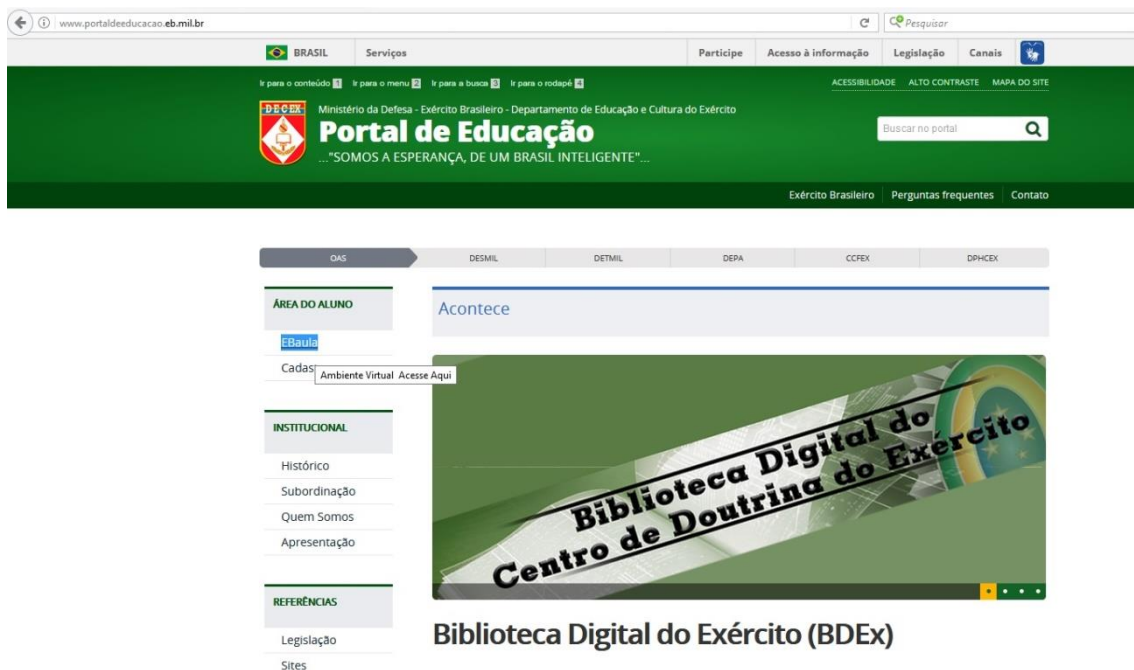 www.portaldeeducacao.eb.mil.br
Pesquisar
BRASIL Serviços Participe Acesso à informação Legislação Canais
Ir para o conteúdo 1 Ir para o menu 2 Ir para a busca 3 Ir para o rodapé 4 ACESSIBILIDADE ALTO CONTRASTE MAPA DO SITE
DECEX
Ministério da Defesa - Exército Brasileiro - Departamento de Educação e Cultura do Exército
Portal de Educação
Buscar no portal
..."SOMOS A ESPERANÇA, DE UM BRASIL INTELIGENTE"...
Exército Brasileiro Perguntas frequentes Contato
OAS DESMIL DETMIL DEPA CCFEX DPHCEX
ÁREA DO ALUNO
EBaula
Ambiente Virtual Acesse Aqui
INSTITUCIONAL
Histórico
Subordinação
Quem Somos
Apresentação
REFERÊNCIAS
Legislação
Sites
Acontece
Biblioteca Digital do
Centro de Doutrina do Exército
Biblioteca Digital do Exército (BDEx)